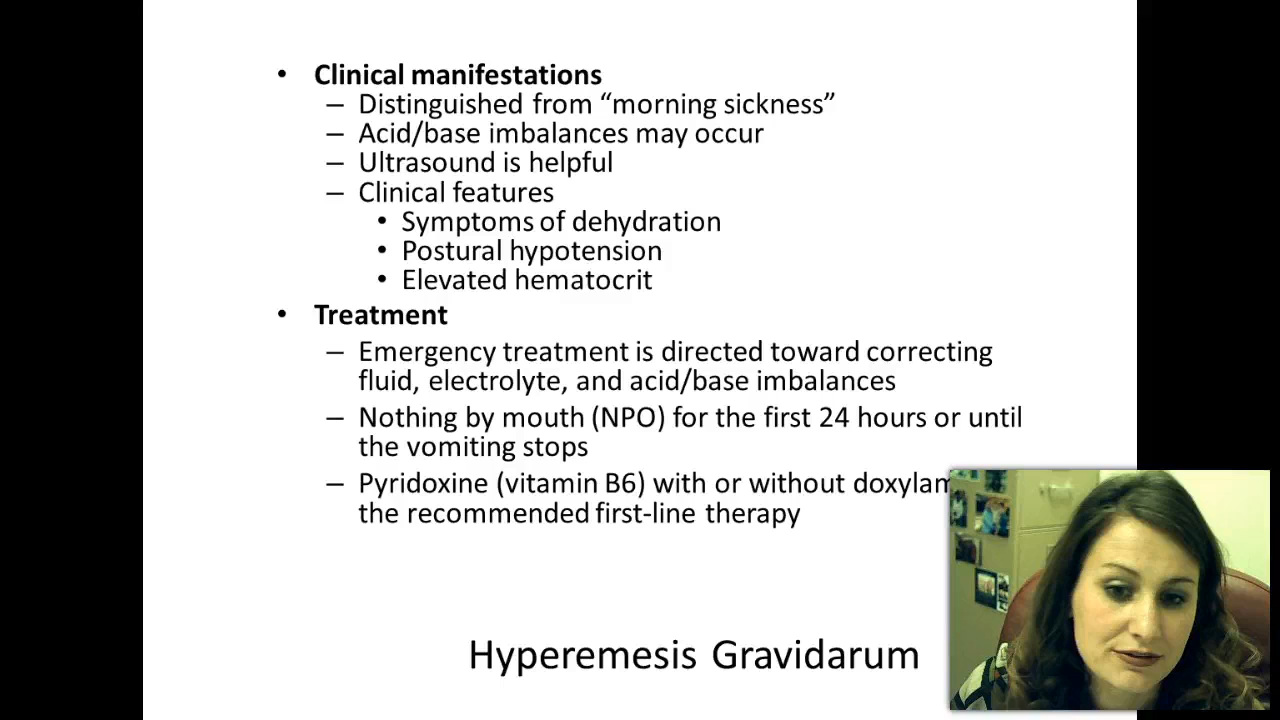 • Clinical manifestations
– Distinguished from “morning sickness”
– Acid/base imbalances may occur
– Ultrasound is helpful
– Clinical features
• Symptoms of dehydration
• Postural hypotension
• Elevated hematocrit
• Treatment
– Emergency treatment is directed toward correcting
fluid, electrolyte, and acid/base imbalances
– Nothing by mouth (NPO) for the first 24 hours or until
the vomiting stops
– Pyridoxine (vitamin B6) with or without
the recommended first-line therapy
Hyperemesis Gravidarum